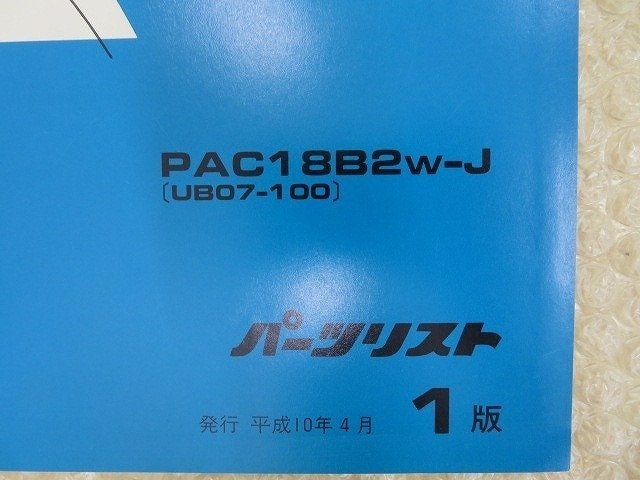 PAC18B2W-J
[UB07-100]
パーツリスト
発行 平成10年4月 1版